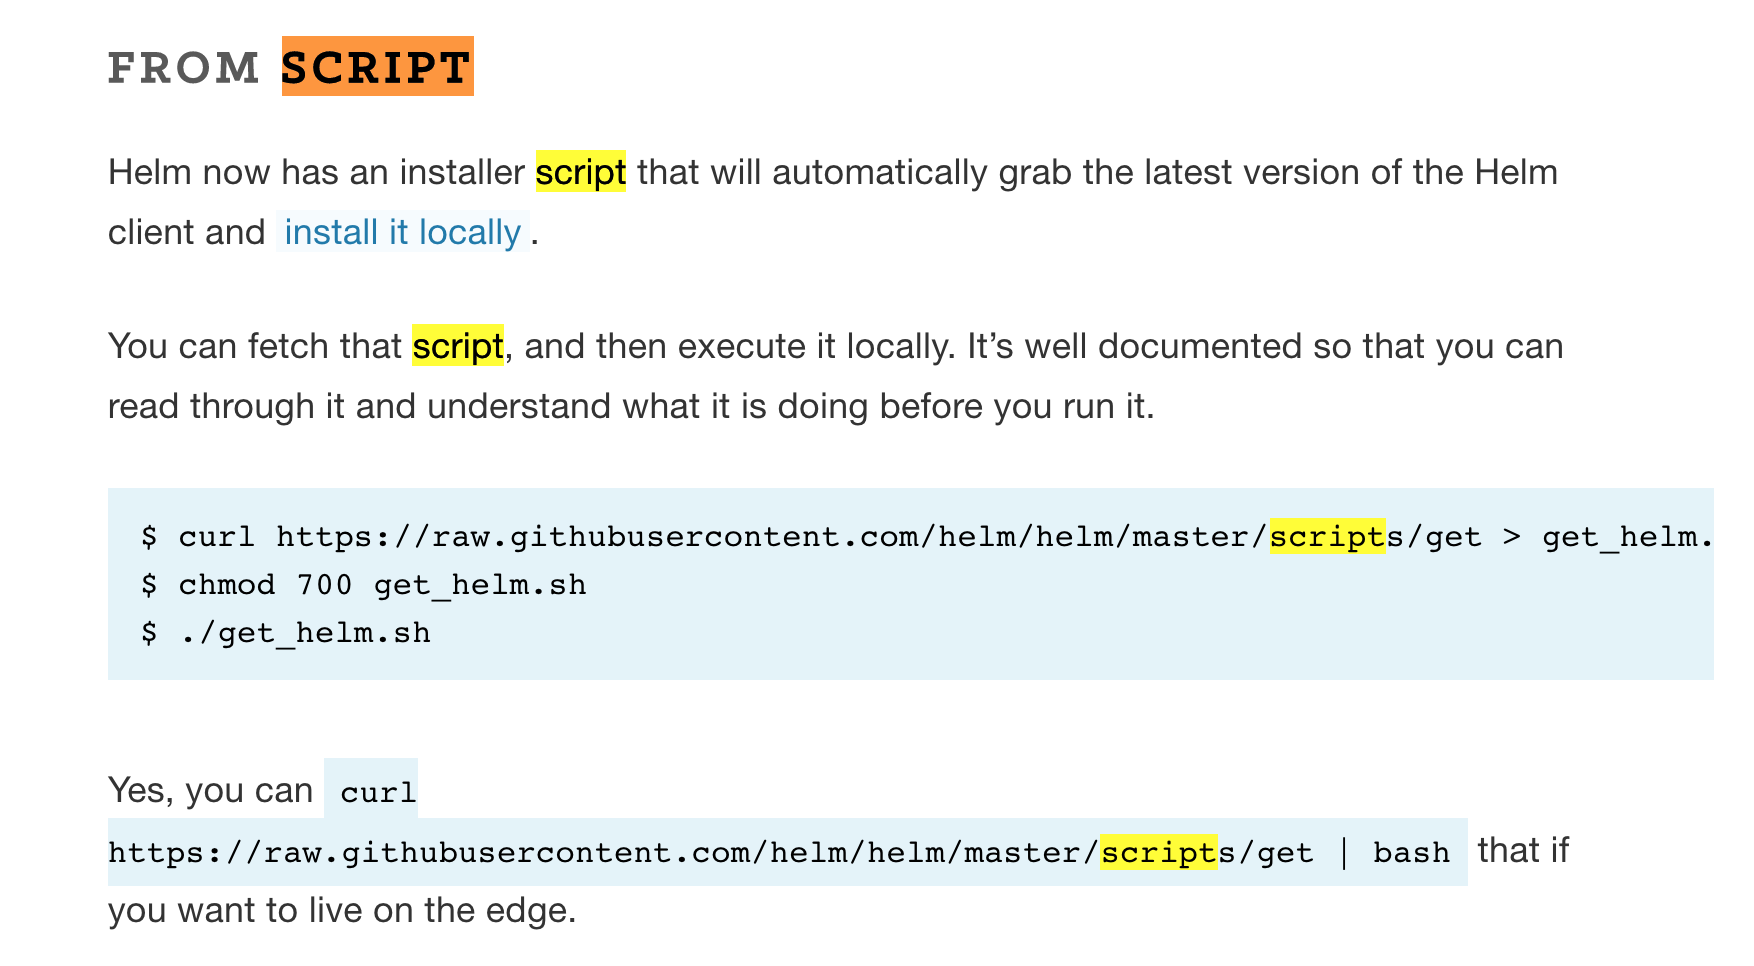 FROM SCRIPT
Helm now has an installer script that will automatically grab the latest version of the Helm
client and install it locally .
You can fetch that script, and then execute it locally. It’s well documented so that you can
read through it and understand what it is doing before you run it.
$ curl https://raw.githubusercontent.com/helm/helm/master/scripts/get > get_helm.
$ chmod 700 get_helm.sh
$ ./get_helm.sh
Yes, you can curl
https://raw.githubusercontent.com/helm/helm/master/scripts/get | bash that if
you want to live on the edge.